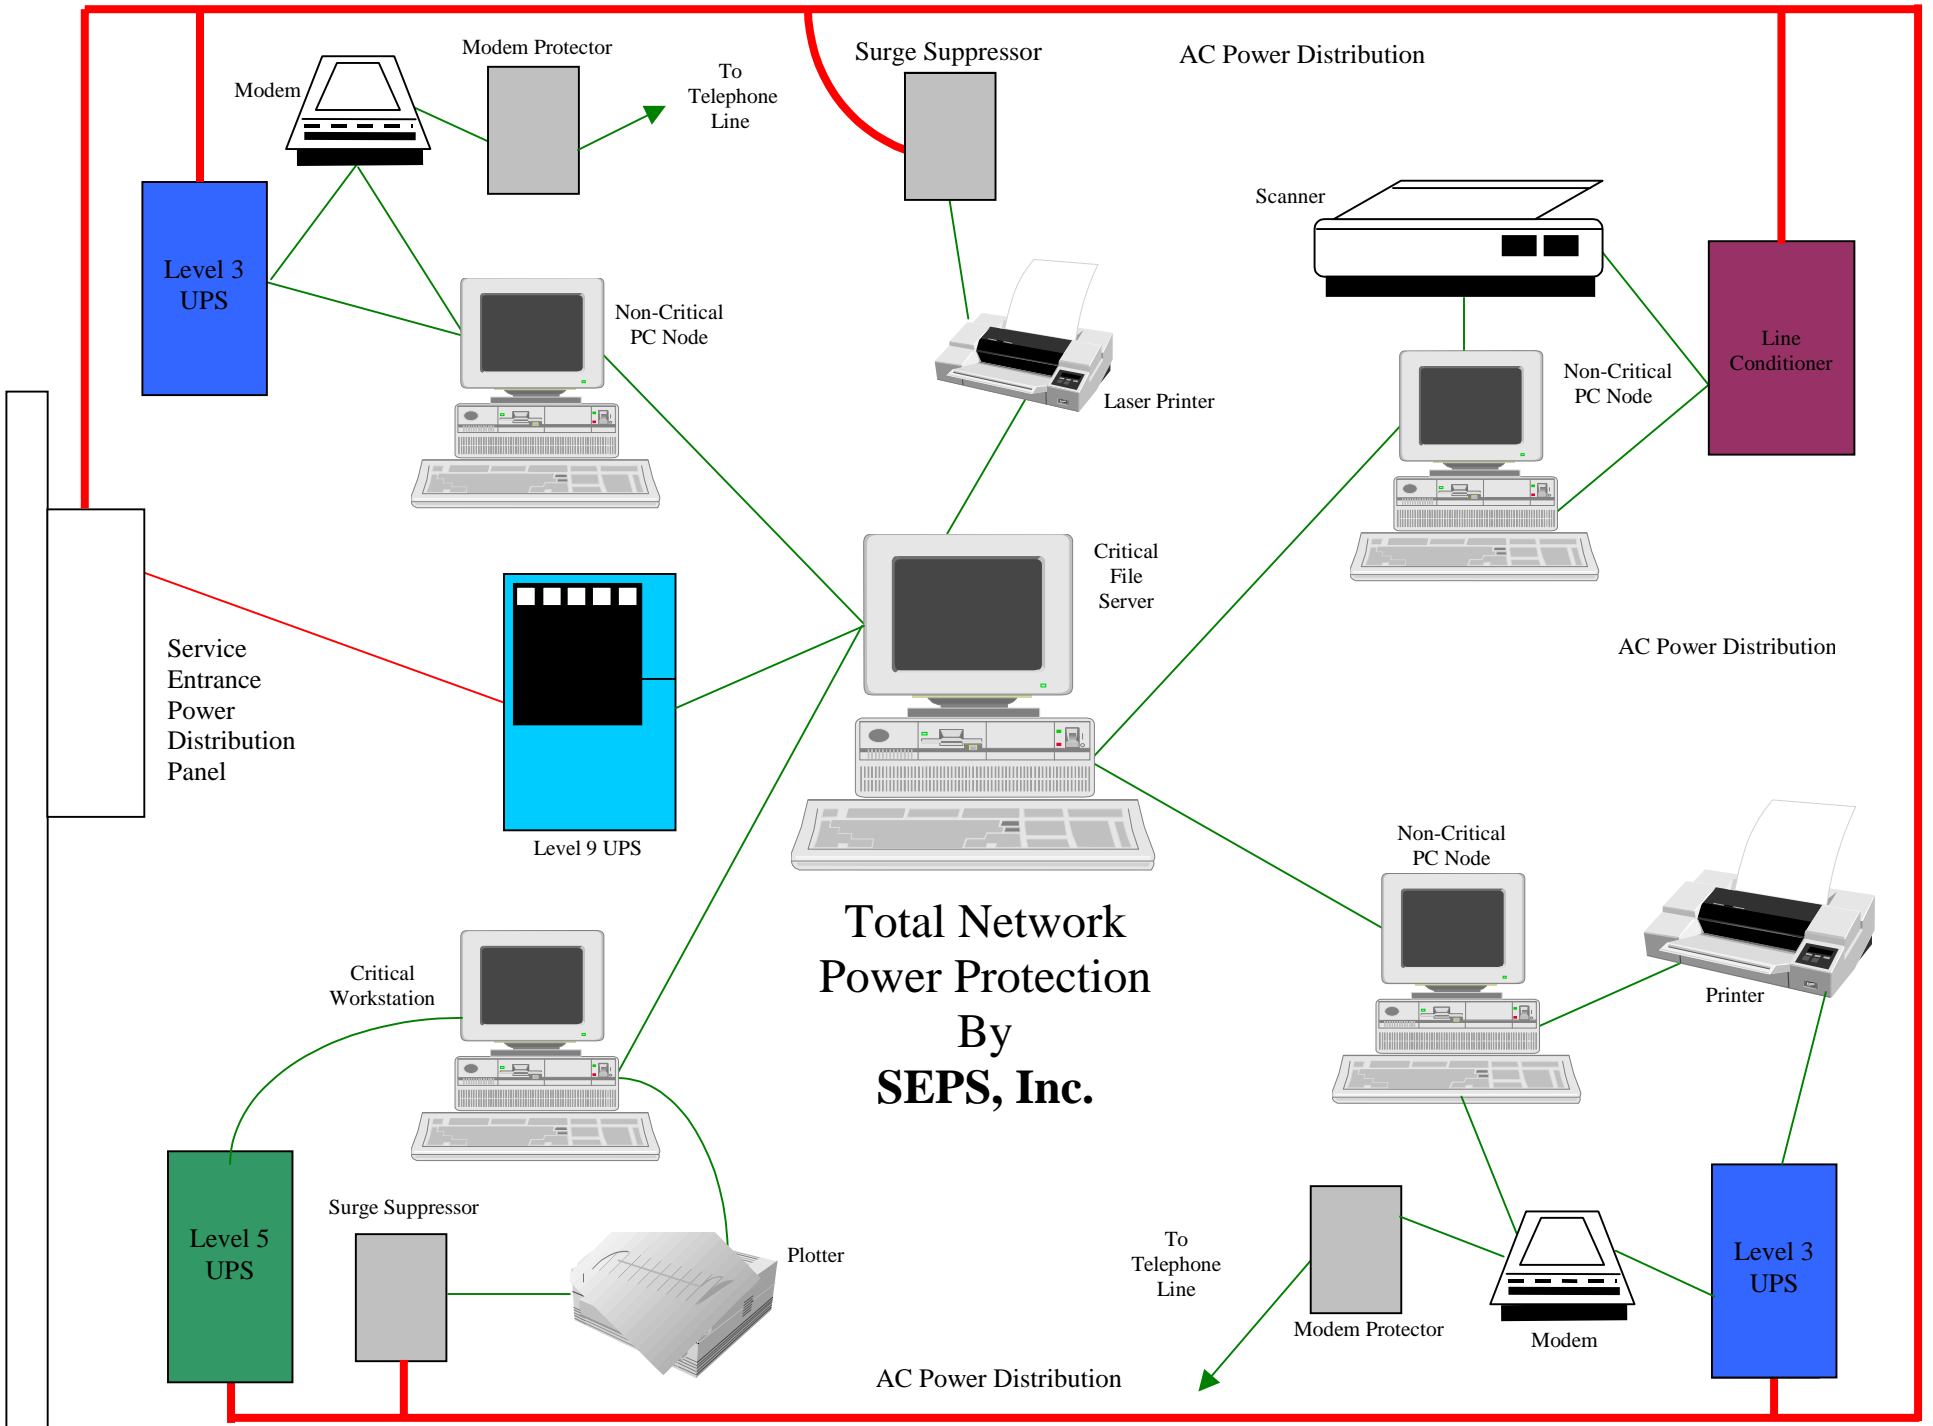 Modem Protector
Surge Suppressor
AC Power Distribution
To
Telephone
Line
Modem
Scanner
Level 3
UPS
Non-Critical
PC Node
Line
Conditioner
Non-Critical
PC Node
Laser Printer
Critical
File
Server
Service
Entrance
Power
Distribution
Panel
AC Power Distribution
Level 9 UPS
Non-Critical
PC Node
Total Network
Power Protection
By
SEPS, Inc.
Critical
Workstation
Printer
Surge Suppressor
Level 5
UPS
Plotter
To
Telephone
Line
Level 3
UPS
Modem Protector
Modem
AC Power Distribution